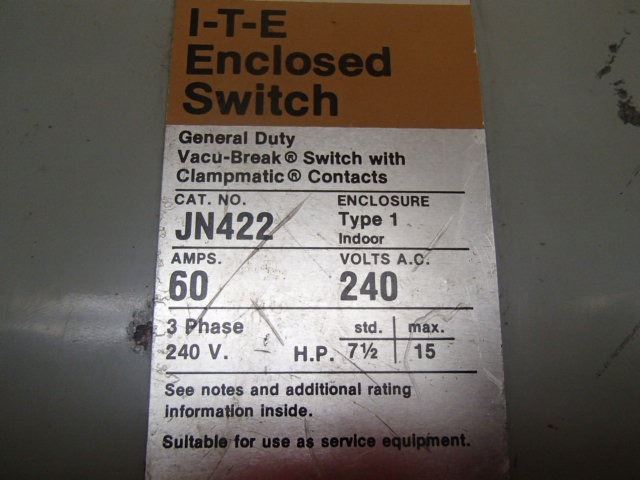 I-T-E
Enclosed
Switch
General Duty
Vacu-Break® Switch with
Clampmatic® Contacts
CAT. NO. ENCLOSURE
JN422 Type 1
Indoor
AMPS. VOLTS A.C.
60 240
3 Phase std. max.
240 V. H.P. 7½ 15
See notes and additional rating
information inside.
Suitable for use as service equipment.